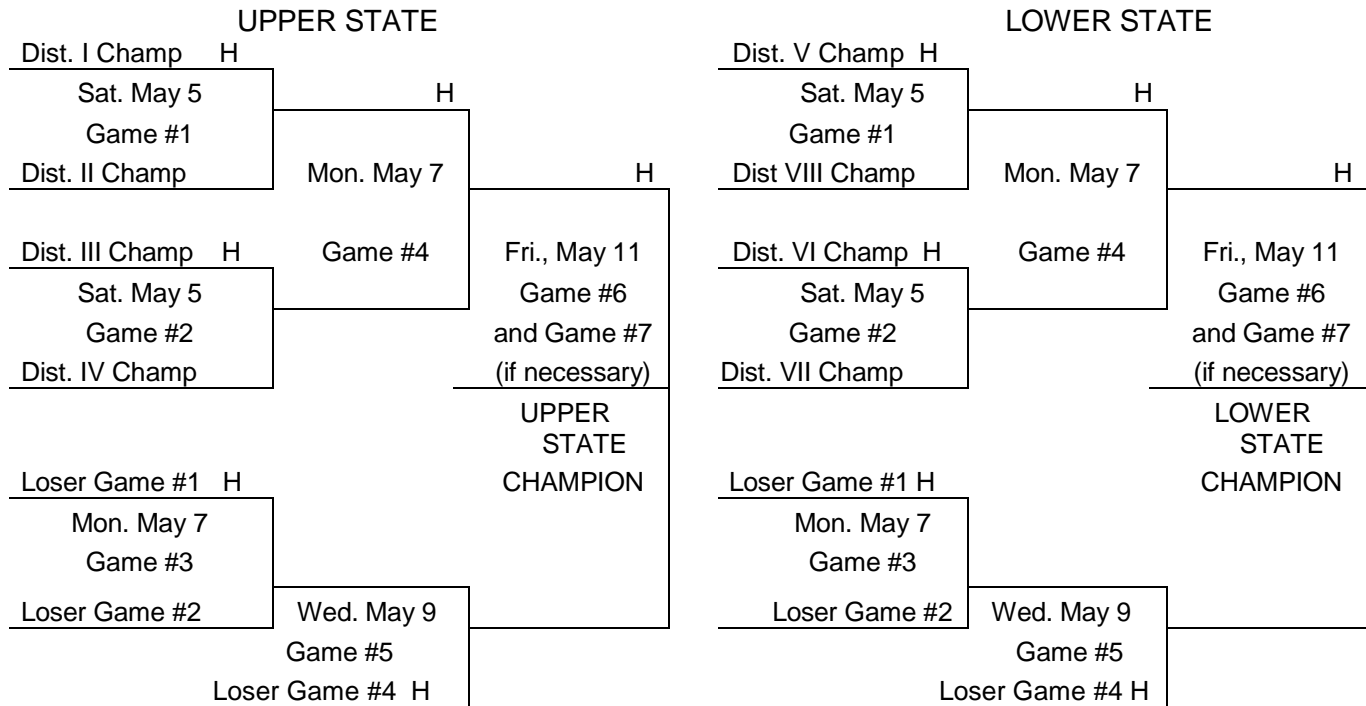 UPPER STATE
Dist. I Champ H
Sat. May 5
H
Game #1
Dist. II Champ
Mon. May 7
H
Dist. III Champ H
Game #4
Fri., May 11
Sat. May 5
Game #6
Game #2
and Game #7
Dist. IV Champ
(if necessary)
UPPER
STATE
Loser Game #1 H
CHAMPION
Mon. May 7
Game #3
Loser Game #2
Wed. May 9
Game #5
Loser Game #4 H
LOWER STATE
Dist. V Champ H
Sat. May 5
H
Game #1
Dist VIII Champ
Mon. May 7
H
Dist. VI Champ H
Game #4
Fri., May 11
Sat. May 5
Game #6
Game #2
and Game #7
Dist. VII Champ
(if necessary)
LOWER
STATE
Loser Game #1 H
CHAMPION
Mon. May 7
Game #3
Loser Game #2
Wed. May 9
Game #5
Loser Game #4 H